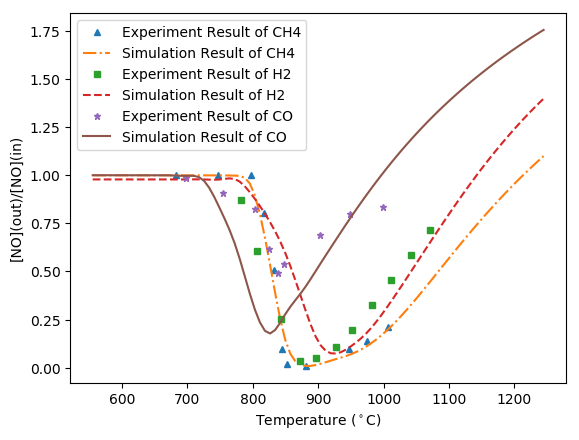 1.75
1.50
1.25
1.00
0.75
0.50
0.25
0.00
[NO](out)/[NO](in)
Experiment Result of CH4
Simulation Result of CH4
Experiment Result of H2
Simulation Result of H2
Experiment Result of CO
Simulation Result of CO
600 700 800 900 1000 1100 1200
Temperature (°C)